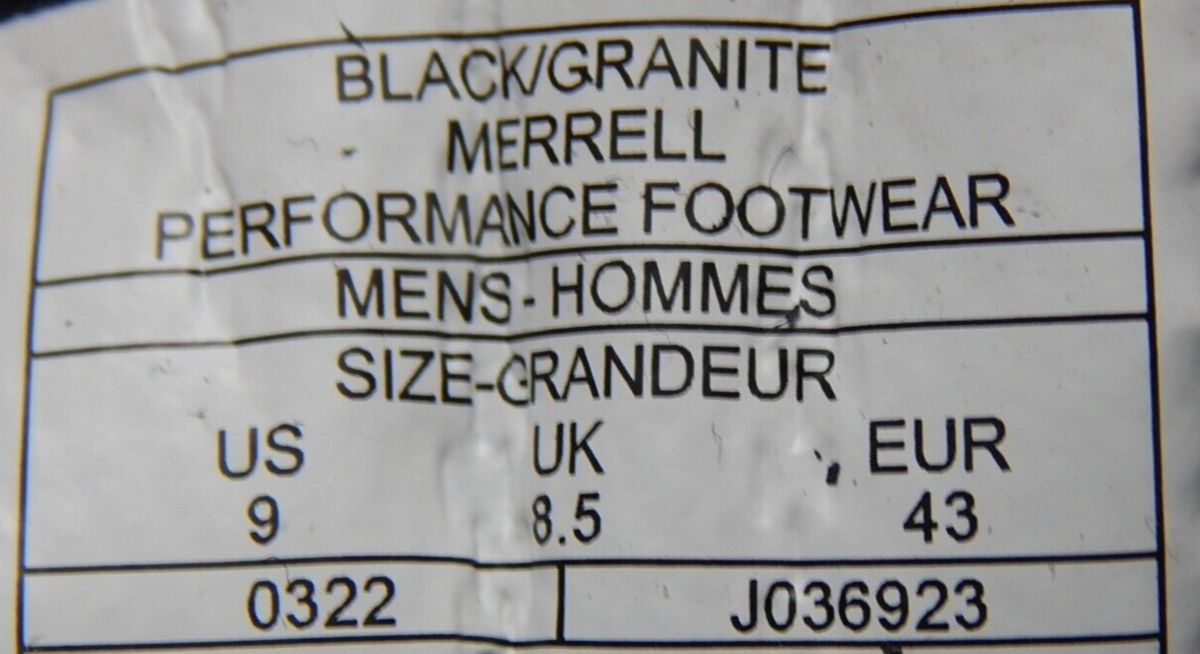 BLACK/GRANITE
MERRELL
PERFORMANCE FOOTWEAR
MENS-HOMMES
SIZE-GRANDEUR
US UK EUR
9 8.5 43
0322 J036923